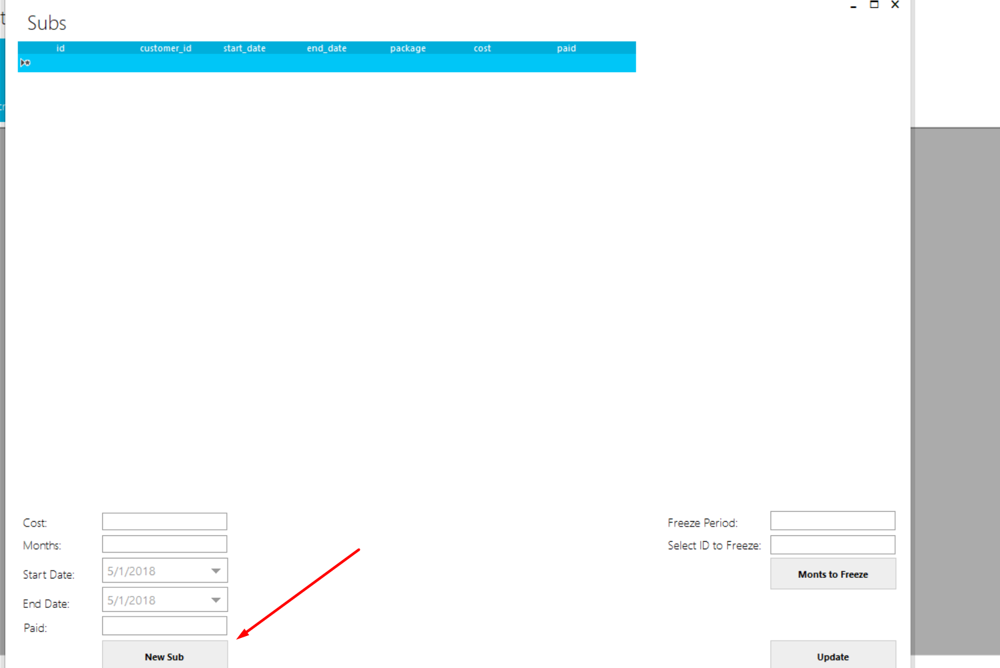 Subs
id customer_id start_date end_date package cost paid
Cost:
Months:
Start Date: 5/1/2018
End Date: 5/1/2018
Paid:
New Sub
Freeze Period:
Select ID to Freeze:
Monts to Freeze
Update